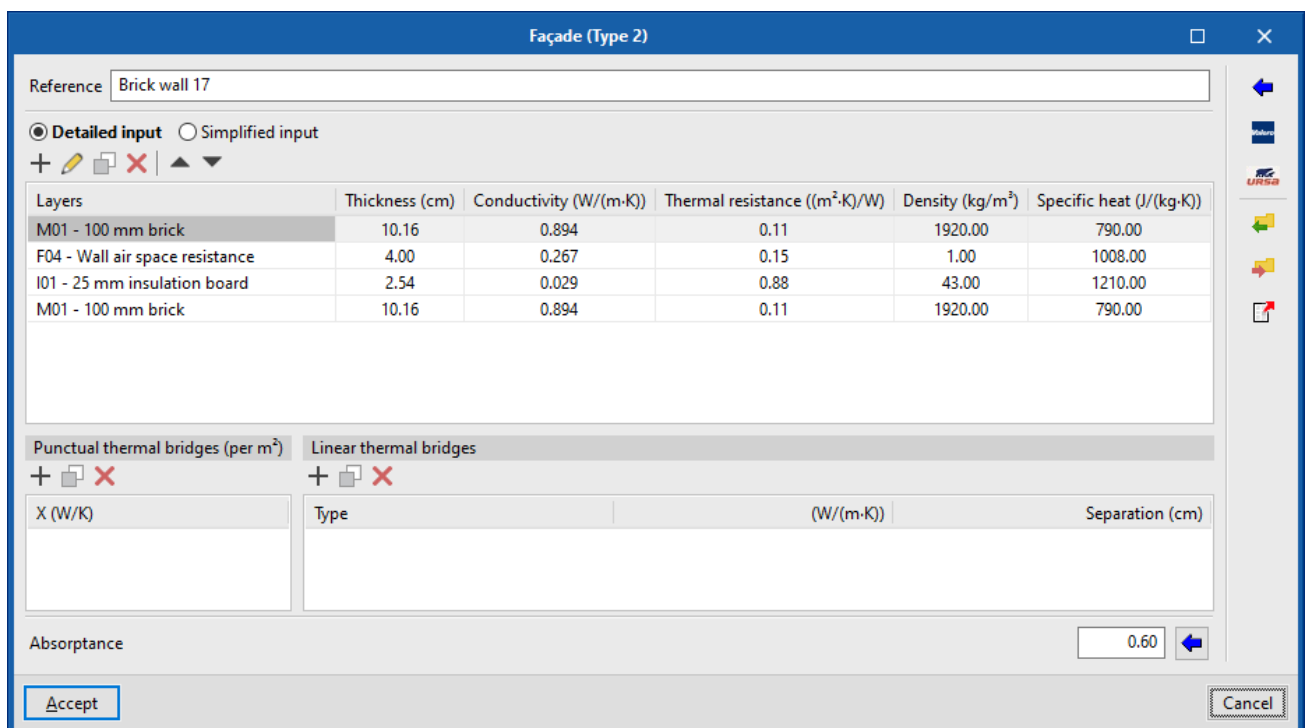 Façade (Type 2)
Reference Brick wall 17
Detailed input Simplified input
Layers Thickness (cm) Conductivity (W/(m·K)) Thermal resistance ((m²·K)/W) Density (kg/m³) Specific heat (J/(kg·K))
M01 - 100 mm brick 10.16 0.894 0.11 1920.00 790.00
F04 - Wall air space resistance 4.00 0.267 0.15 1.00 1008.00
I01 - 25 mm insulation board 2.54 0.029 0.88 43.00 1210.00
M01 - 100 mm brick 10.16 0.894 0.11 1920.00 790.00
Punctual thermal bridges (per m²) Linear thermal bridges
X (W/K) Type (W/(m·K)) Separation (cm)
Absorptance 0.60
Accept Cancel
URSA